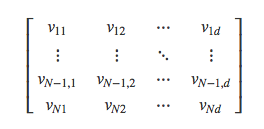 v11 v12 ⋯ v1d
⋮ ⋮ ⋱ ⋮
vN−1,1 vN−1,2 ⋯ vN−1,d
vN1 vN2 ⋯ vNd